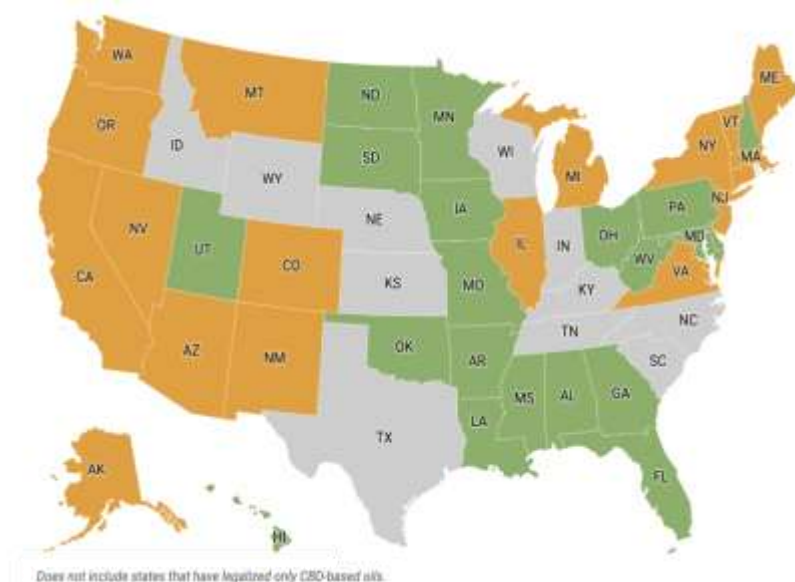 WA
MT
ND
MN
ME
OR
ID
SD
WI
VT
NY
MA
MI
WY
IA
NE
PA
NJ
NV
UT
CO
IL
IN
OH
MD
WV
VA
CA
KS
MO
KY
NC
TN
AZ
NM
OK
AR
SC
MS
AL
GA
TX
LA
FL
AK
HI
Does not include states that have legalized only CBD-based oils.